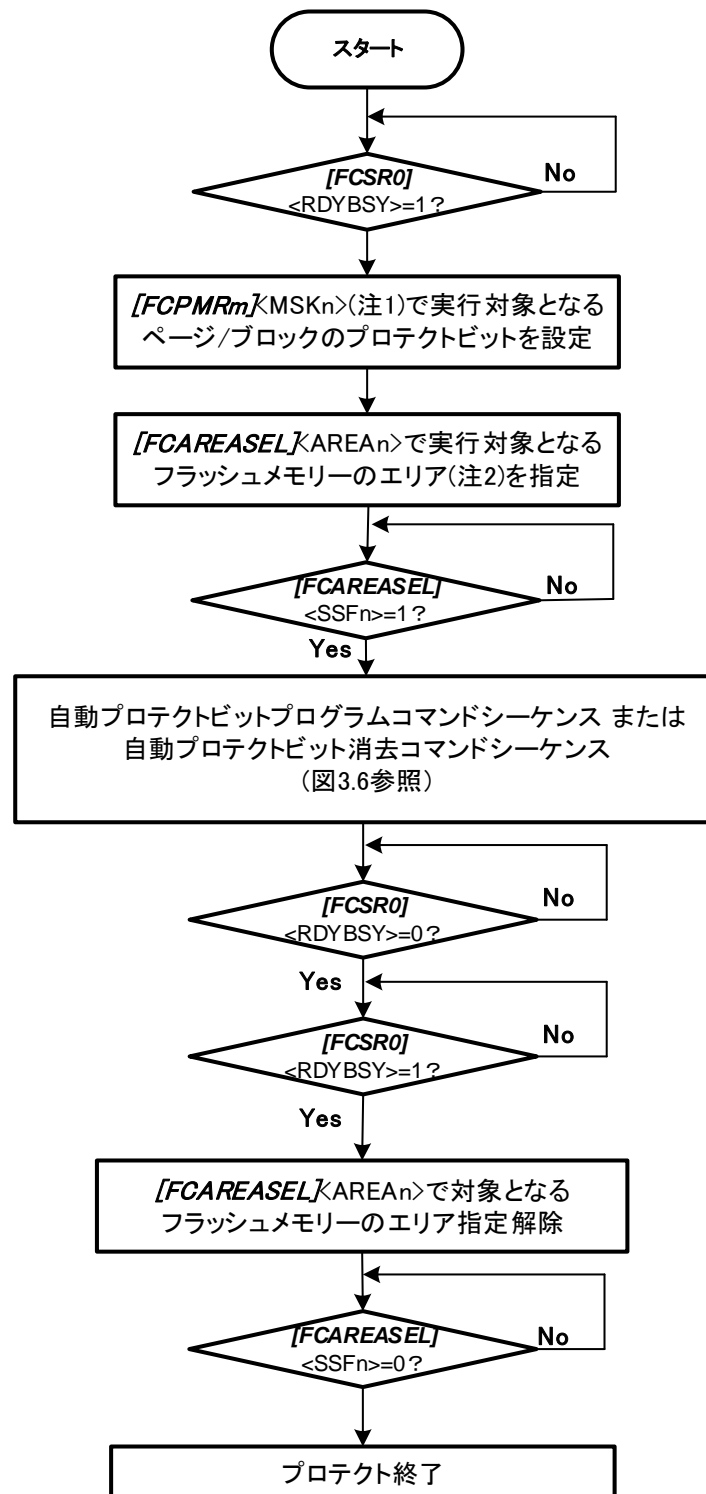 スタート
[FCSR0]
<RDYBSY>=1?
No
[FCPMRm]<MSKn>(注1)で実行対象となる
ページ/ブロックのプロテクトビットを設定
[FCAREASEL]<AREAn>で実行対象となる
フラッシュメモリーのエリア(注2)を指定
[FCAREASEL]
<SSFn>=1?
No
Yes
自動プロテクトビットプログラムコマンドシーケンス または
自動プロテクトビット消去コマンドシーケンス
(図3.6参照)
[FCSR0]
<RDYBSY>=0?
No
Yes
[FCSR0]
<RDYBSY>=1?
No
Yes
[FCAREASEL]<AREAn>で対象となる
フラッシュメモリーのエリア指定解除
[FCAREASEL]
<SSFn>=0?
No
プロテクト終了